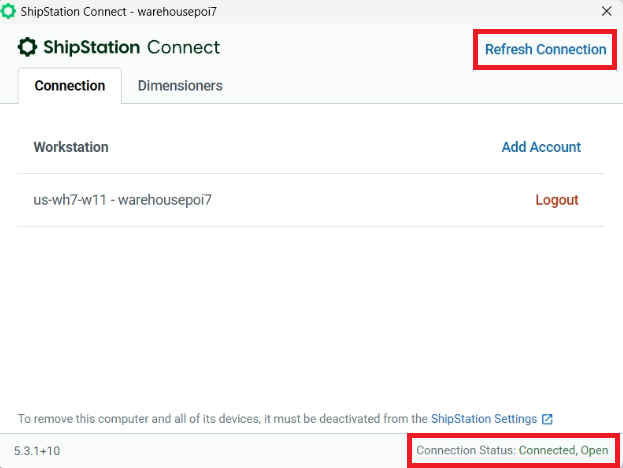 ShipStation Connect - warehousepoi7
ShipStation Connect
Refresh Connection
Connection Dimensioners
Workstation Add Account
us-wh7-w11 - warehousepoi7 Logout
To remove this computer and all of its devices, it must be deactivated from the ShipStation Settings
5.3.1+10 Connection Status: Connected, Open